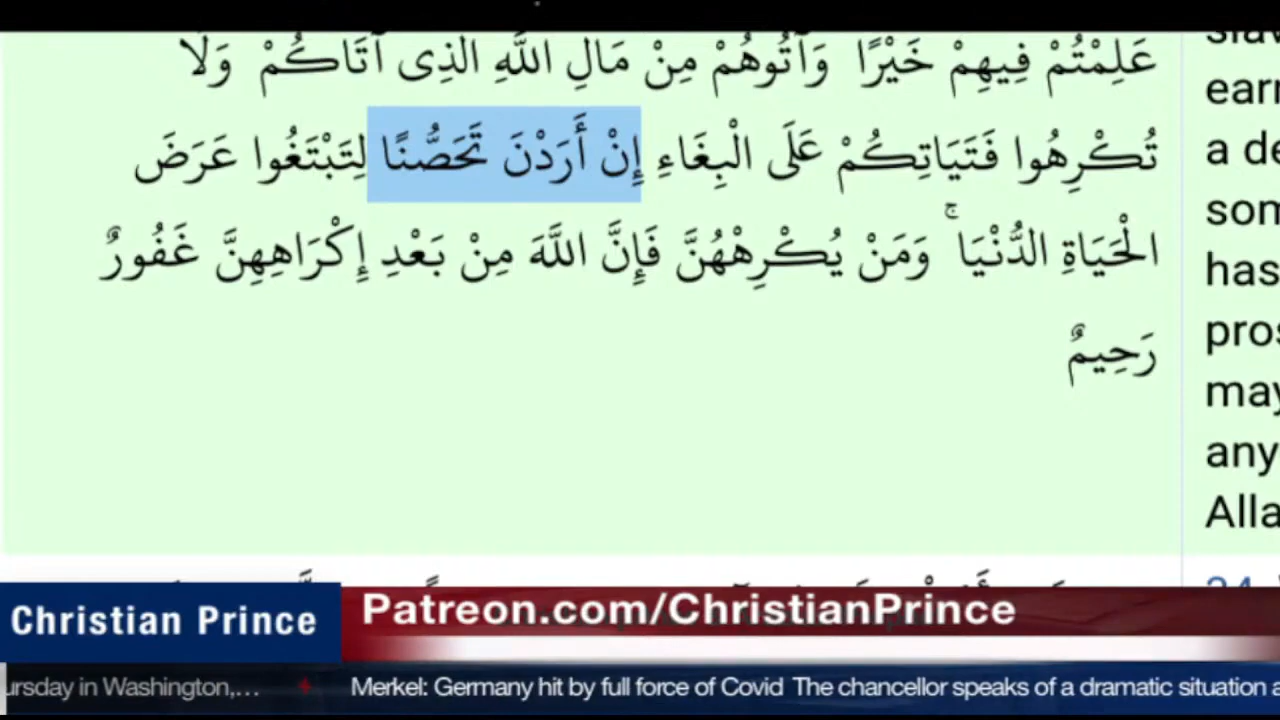 عَلِمْتُمْ فِيهِمْ خَيْرًا وَآتُوهُمْ مِنْ مَالِ اللَّهِ الَّذِى آتَاكُمْ وَلَا
تُكْرِهُوا فَتَيَاتِكُمْ عَلَى الْبِغَاءِ إِنْ أَرَدْنَ تَحَصُّنًا لِتَبْتَغُوا عَرَضَ
الْحَيَاةِ الدُّنْيَا ۚ وَمَنْ يُكْرِهْهُنَّ فَإِنَّ اللَّهَ مِنْ بَعْدِ إِكْرَاهِهِنَّ غَفُورٌ
رَحِيمٌ
earn
a de
som
has
pros
may
any
Alla
Christian Prince
Patreon.com/ChristianPrince
ursday in Washington,… Merkel: Germany hit by full force of Covid The chancellor speaks of a dramatic situation a